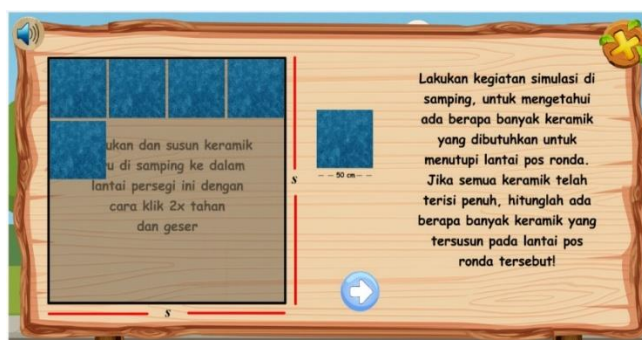 ukan dan susun keramik
u di samping ke dalam
lantai persegi ini dengan
cara klik 2x tahan
dan geser
s
s
50 cm
Lakukan kegiatan simulasi di
samping, untuk mengetahui
ada berapa banyak keramik
yang dibutuhkan untuk
menutupi lantai pos ronda.
Jika semua keramik telah
terisi penuh, hitunglah ada
berapa banyak keramik yang
tersusun pada lantai pos
ronda tersebut!